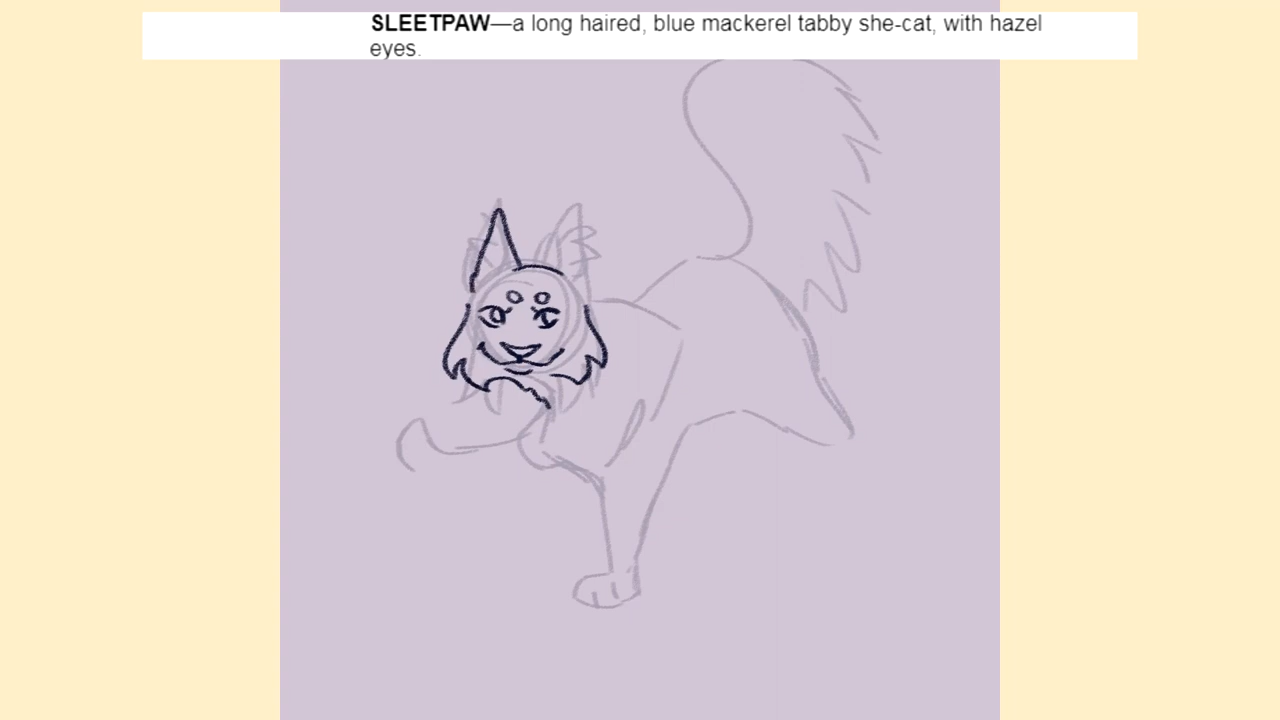 SLEETPAW—a long haired, blue mackerel tabby she-cat, with hazel
eyes.